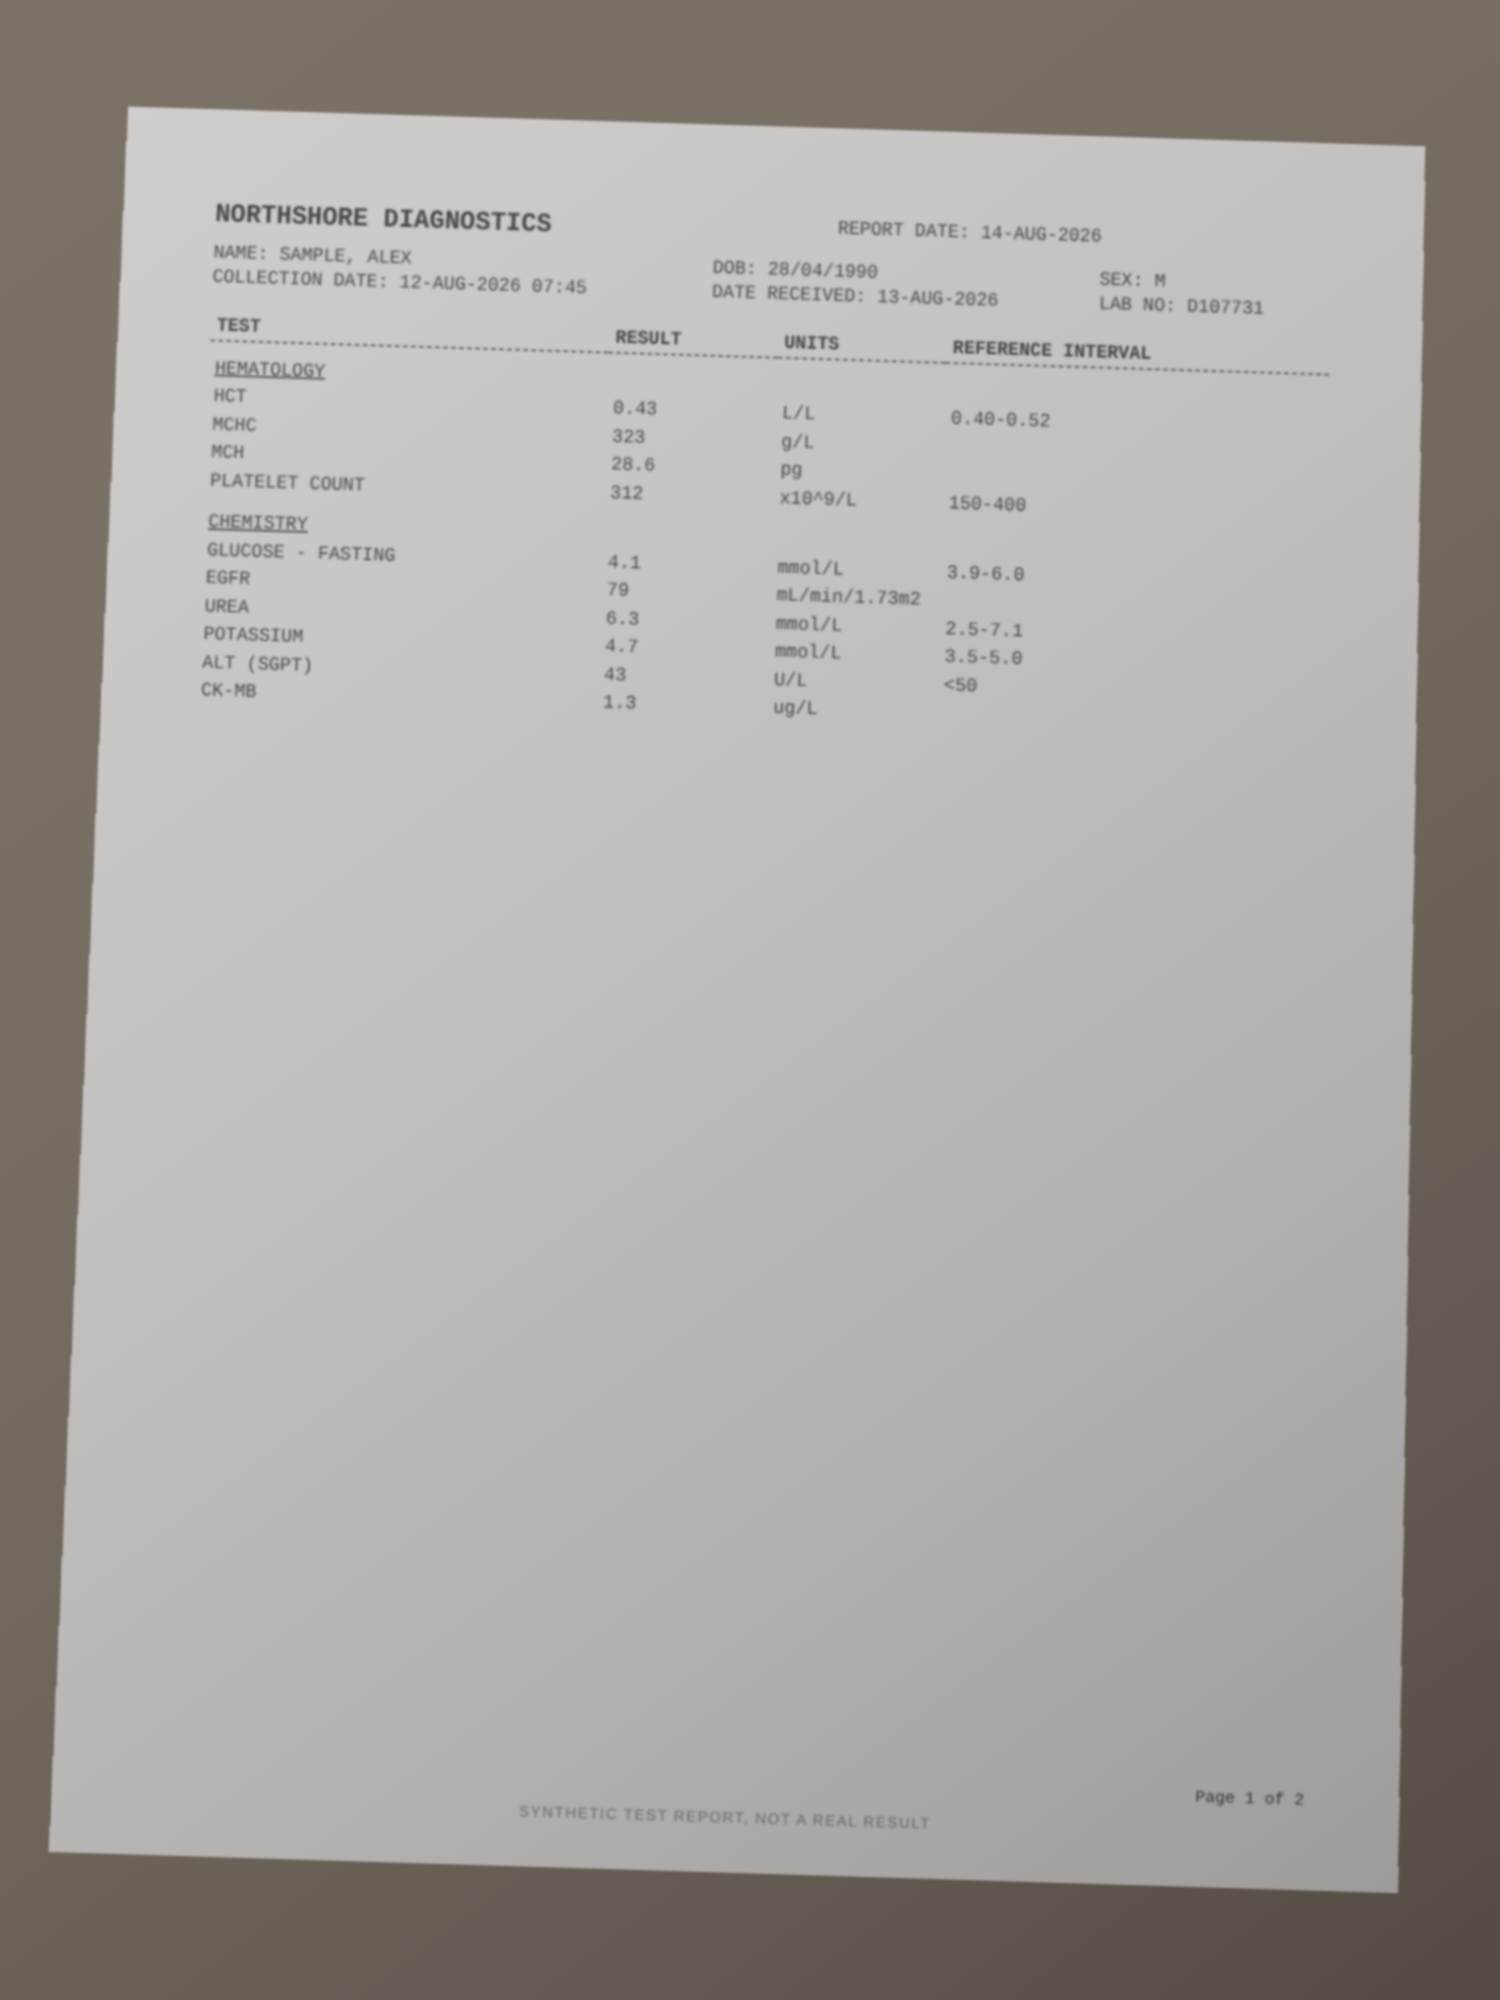 NORTHSHORE DIAGNOSTICS REPORT DATE: 14-AUG-2026
NAME: SAMPLE, ALEX DOB: 28/04/1990 SEX: M
COLLECTION DATE: 12-AUG-2026 07:45 DATE RECEIVED: 13-AUG-2026 LAB NO: D107731
TEST RESULT UNITS REFERENCE INTERVAL
HEMATOLOGY
HCT 0.43 L/L 0.40-0.52
MCHC 323 g/L
MCH 28.6 pg
PLATELET COUNT 312 x10^9/L 150-400
CHEMISTRY
GLUCOSE - FASTING 4.1 mmol/L 3.9-6.0
EGFR 79 mL/min/1.73m2
UREA 6.3 mmol/L 2.5-7.1
POTASSIUM 4.7 mmol/L 3.5-5.0
ALT (SGPT) 43 U/L <50
CK-MB 1.3 ug/L
Page 1 of 2
SYNTHETIC TEST REPORT, NOT A REAL RESULT